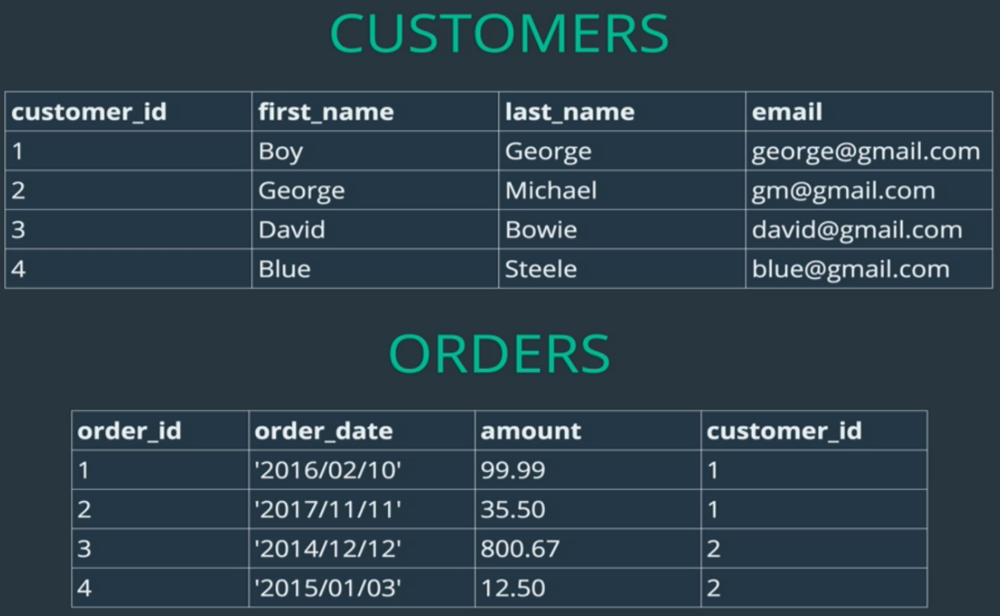 CUSTOMERS
customer_id first_name last_name email
1 Boy George george@gmail.com
2 George Michael gm@gmail.com
3 David Bowie david@gmail.com
4 Blue Steele blue@gmail.com
ORDERS
order_id order_date amount customer_id
1 '2016/02/10' 99.99 1
2 '2017/11/11' 35.50 1
3 '2014/12/12' 800.67 2
4 '2015/01/03' 12.50 2